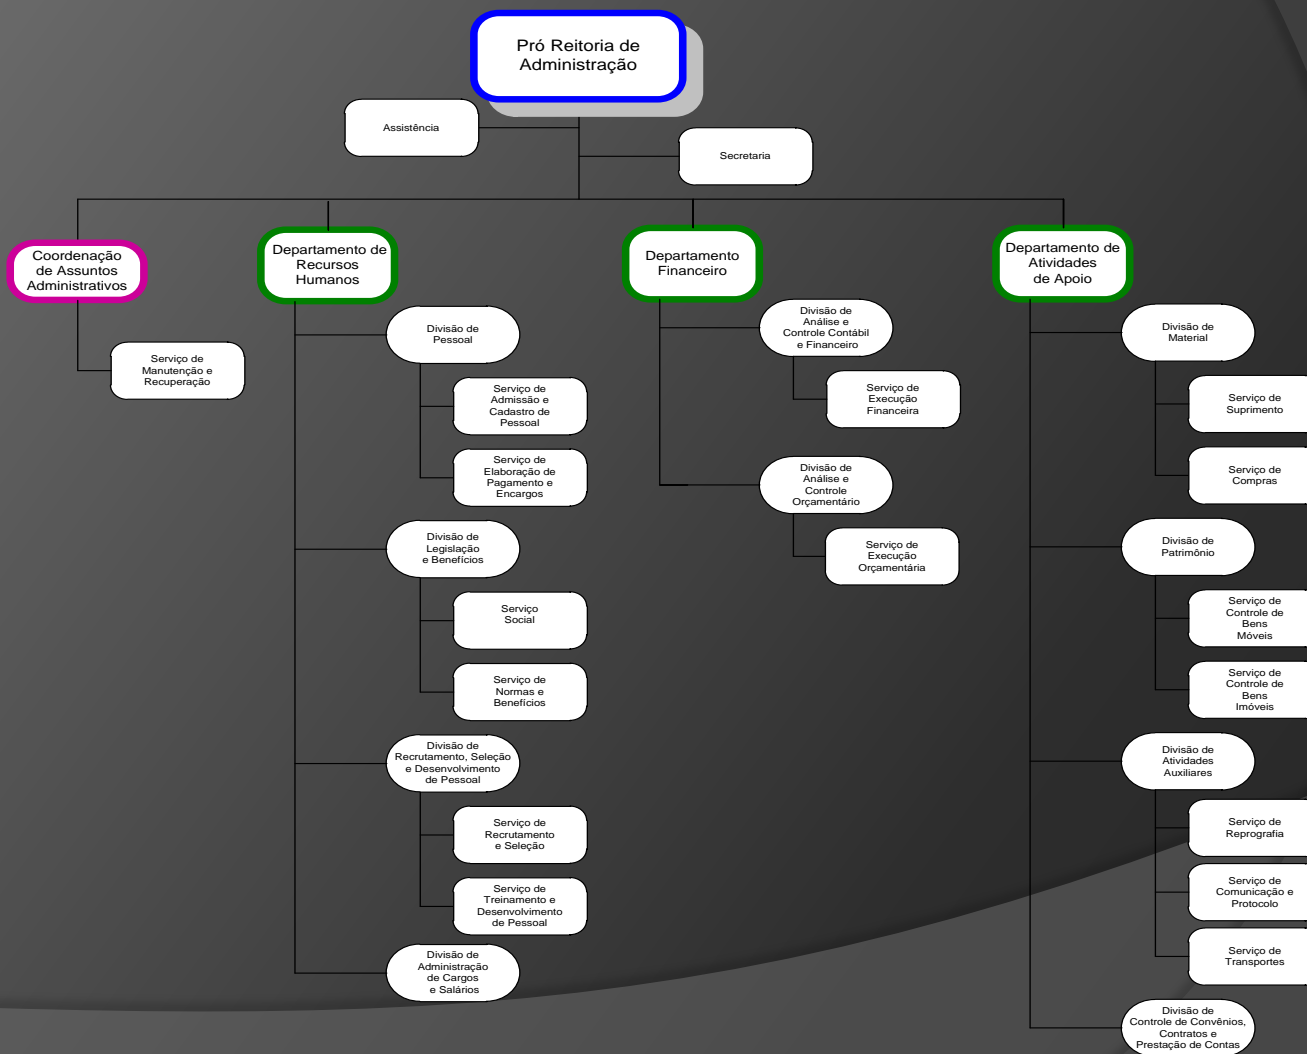 Pró Reitoria de
Administração
Assistência
Secretaria
Coordenação
de Assuntos
Administrativos
Serviço de
Manutenção e
Recuperação
Departamento de
Recursos
Humanos
Divisão de
Pessoal
Serviço de
Admissão e
Cadastro de
Pessoal
Serviço de
Elaboração de
Pagamento e
Encargos
Divisão de
Legislação
e Benefícios
Serviço
Social
Serviço de
Normas e
Benefícios
Divisão de
Recrutamento, Seleção
e Desenvolvimento
de Pessoal
Serviço de
Recrutamento
e Seleção
Serviço de
Treinamento e
Desenvolvimento
de Pessoal
Divisão de
Administração
de Cargos
e Salários
Departamento
Financeiro
Divisão de
Análise e
Controle Contábil
e Financeiro
Serviço de
Execução
Financeira
Divisão de
Análise e
Controle
Orçamentário
Serviço de
Execução
Orçamentária
Departamento de
Atividades
de Apoio
Divisão de
Material
Serviço de
Suprimento
Serviço de
Compras
Divisão de
Patrimônio
Serviço de
Controle de
Bens
Móveis
Serviço de
Controle de
Bens
Imóveis
Divisão de
Atividades
Auxiliares
Serviço de
Reprografia
Serviço de
Comunicação e
Protocolo
Serviço de
Transportes
Divisão de
Controle de Convênios,
Contratos e
Prestação de Contas